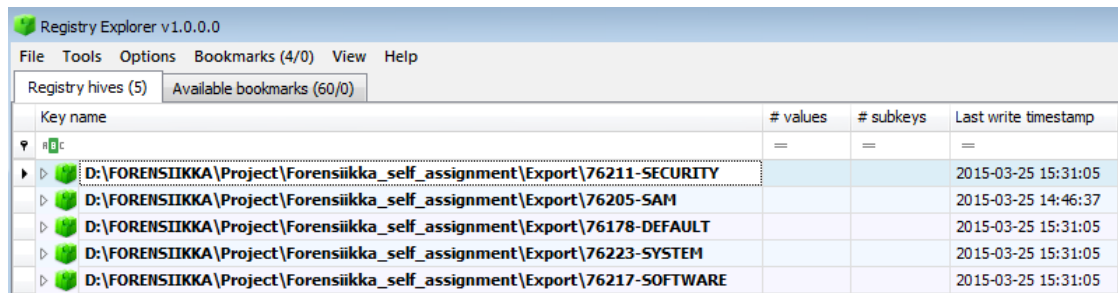 Registry Explorer v1.0.0.0
File Tools Options Bookmarks (4/0) View Help
Registry hives (5) Available bookmarks (60/0)
Key name # values # subkeys Last write timestamp
ABC = = =
D:\FORENSIIKKA\Project\Forensiikka_self_assignment\Export\76211-SECURITY 2015-03-25 15:31:05
D:\FORENSIIKKA\Project\Forensiikka_self_assignment\Export\76205-SAM 2015-03-25 14:46:37
D:\FORENSIIKKA\Project\Forensiikka_self_assignment\Export\76178-DEFAULT 2015-03-25 15:31:05
D:\FORENSIIKKA\Project\Forensiikka_self_assignment\Export\76223-SYSTEM 2015-03-25 15:31:05
D:\FORENSIIKKA\Project\Forensiikka_self_assignment\Export\76217-SOFTWARE 2015-03-25 15:31:05